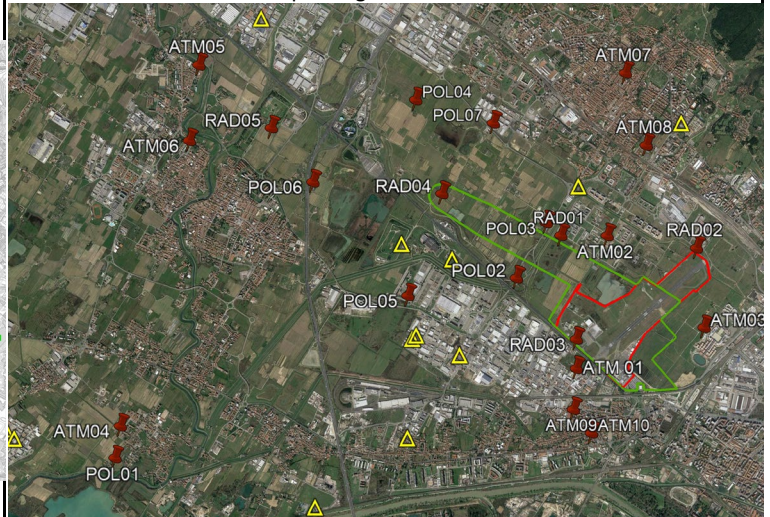 ATM05
ATM07
POL04
RAD05
POL07
ATM08
ATM06
POL06
RAD04
RAD01
POL03
RAD02
ATM02
POL02
POL05
ATM03
RAD03
ATM 01
ATM04
ATM09ATM10
POL01